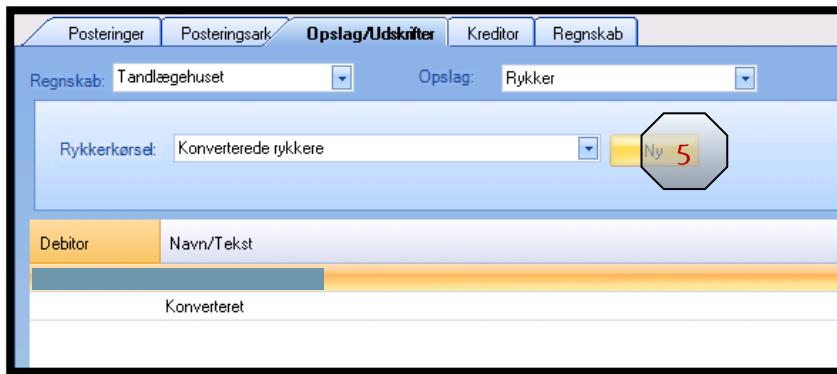 Posteringer Posteringsark Opslag/Udskrifter Kreditor Regnskab
Regnskab: Tandlægehuset Opslag: Rykker
Rykkerkørsel: Konverterede rykkere Ny 5
Debitor Navn/Tekst
Konverteret